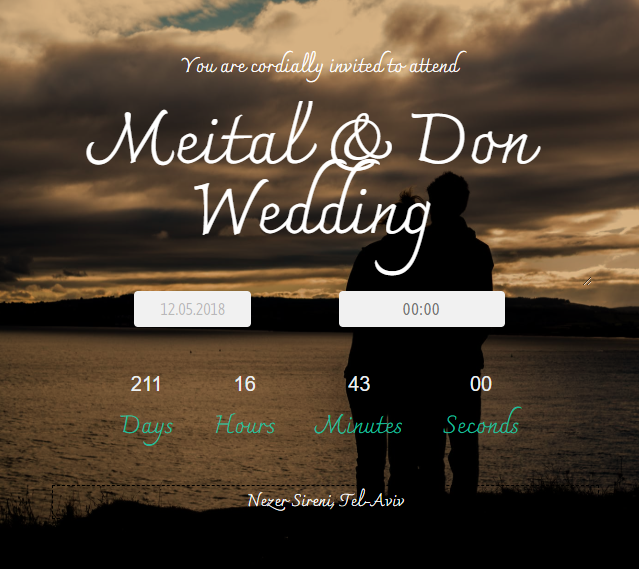 You are cordially invited to attend
Meital & Don
Wedding
12.05.2018 00:00
211 16 43 00
Days Hours Minutes Seconds
Nezer Sireni, Tel-Aviv